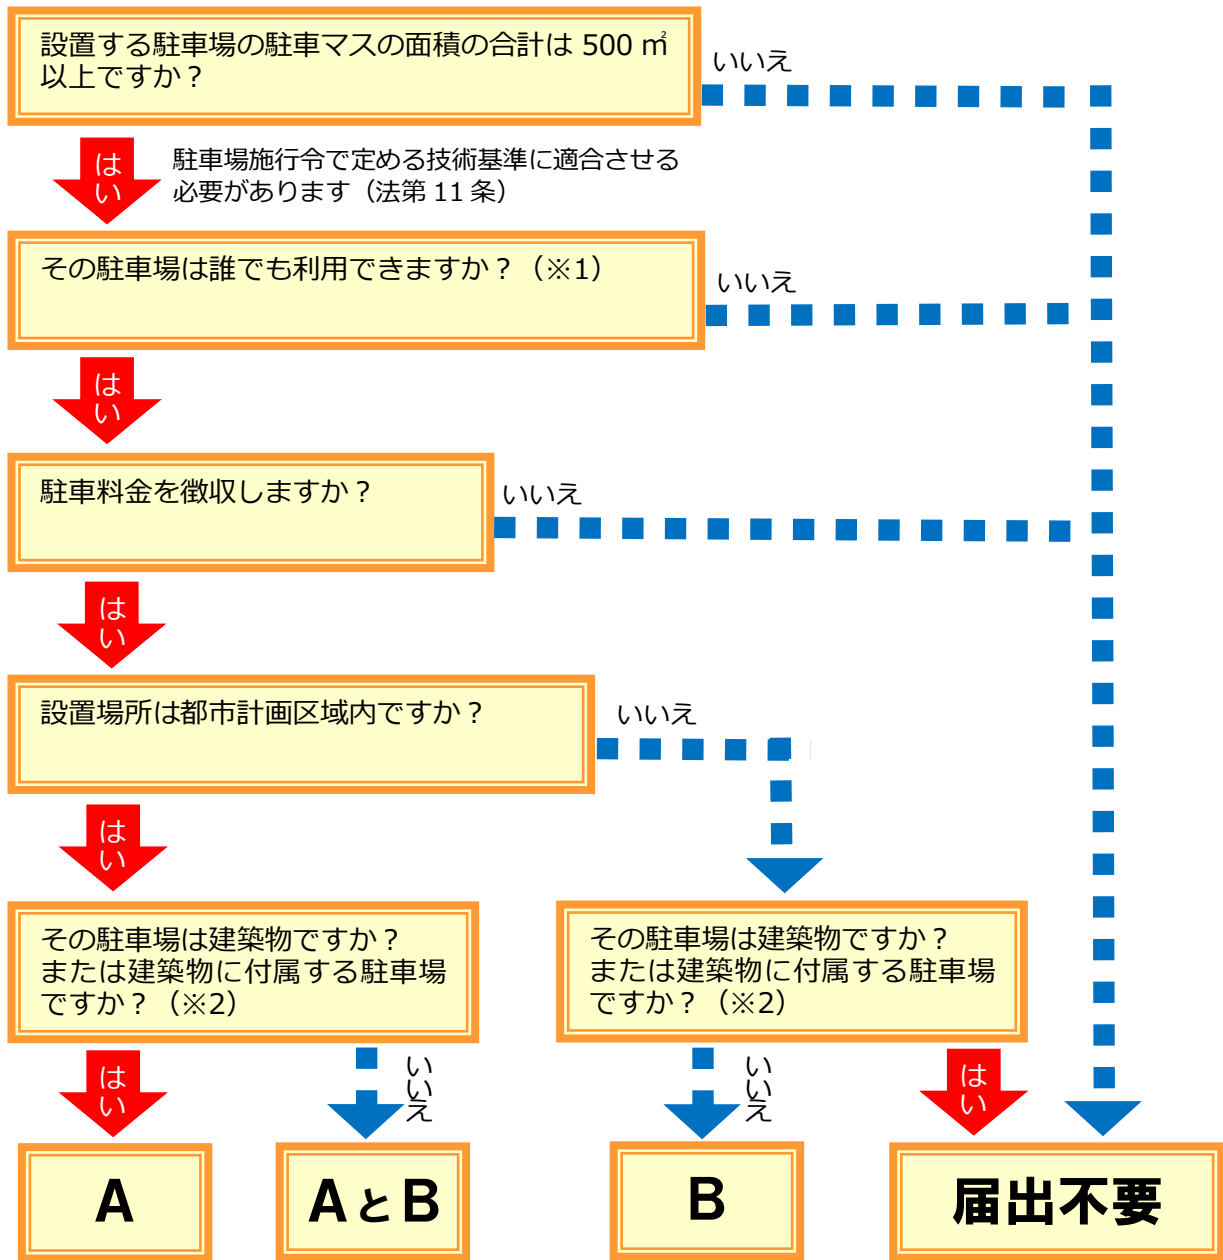 設置する駐車場の駐車マスの面積の合計は 500 ㎡
以上ですか？
いいえ
はい
駐車場施行令で定める技術基準に適合させる
必要があります（法第 11 条）
その駐車場は誰でも利用できますか？（※1）
いいえ
はい
駐車料金を徴収しますか？
いいえ
はい
設置場所は都市計画区域内ですか？
いいえ
はい
その駐車場は建築物ですか？
または建築物に付属する駐車場
ですか？（※2）
その駐車場は建築物ですか？
または建築物に付属する駐車場
ですか？（※2）
はい
いいえ
いいえ
はい
A
AとB
B
届出不要